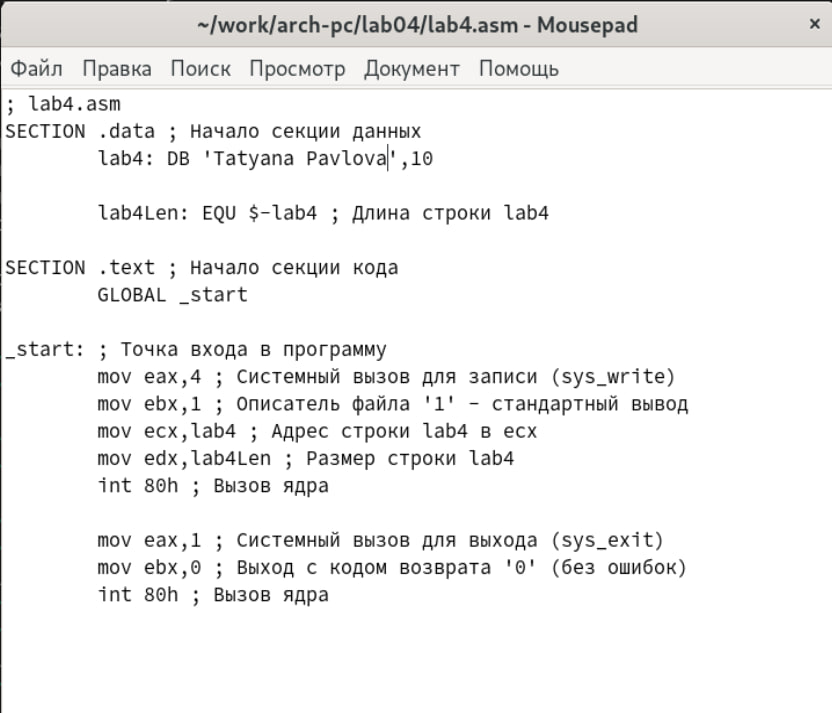 ~/work/arch-pc/lab04/lab4.asm - Mousepad ×
Файл Правка Поиск Просмотр Документ Помощь
; lab4.asm
SECTION .data ; Начало секции данных
lab4: DB 'Tatyana Pavlova',10
lab4Len: EQU $-lab4 ; Длина строки lab4
SECTION .text ; Начало секции кода
GLOBAL _start
_start: ; Точка входа в программу
mov eax,4 ; Системный вызов для записи (sys_write)
mov ebx,1 ; Описатель файла '1' - стандартный вывод
mov ecx,lab4 ; Адрес строки lab4 в ecx
mov edx,lab4Len ; Размер строки lab4
int 80h ; Вызов ядра
mov eax,1 ; Системный вызов для выхода (sys_exit)
mov ebx,0 ; Выход с кодом возврата '0' (без ошибок)
int 80h ; Вызов ядра